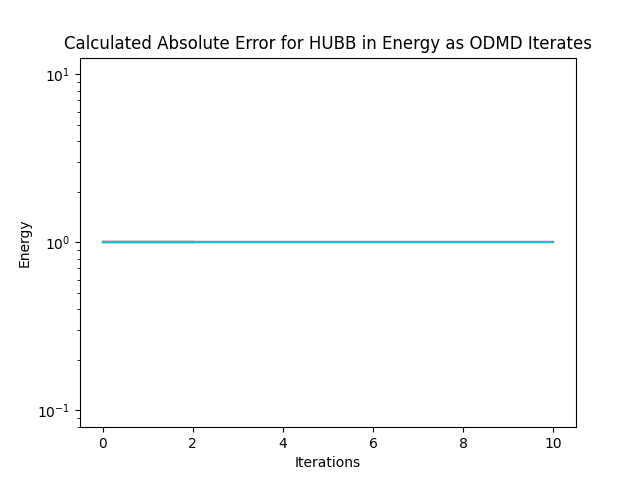 Calculated Absolute Error for HUBB in Energy as ODMD Iterates
10¹
10⁰
10⁻¹
Energy
0 2 4 6 8 10
Iterations